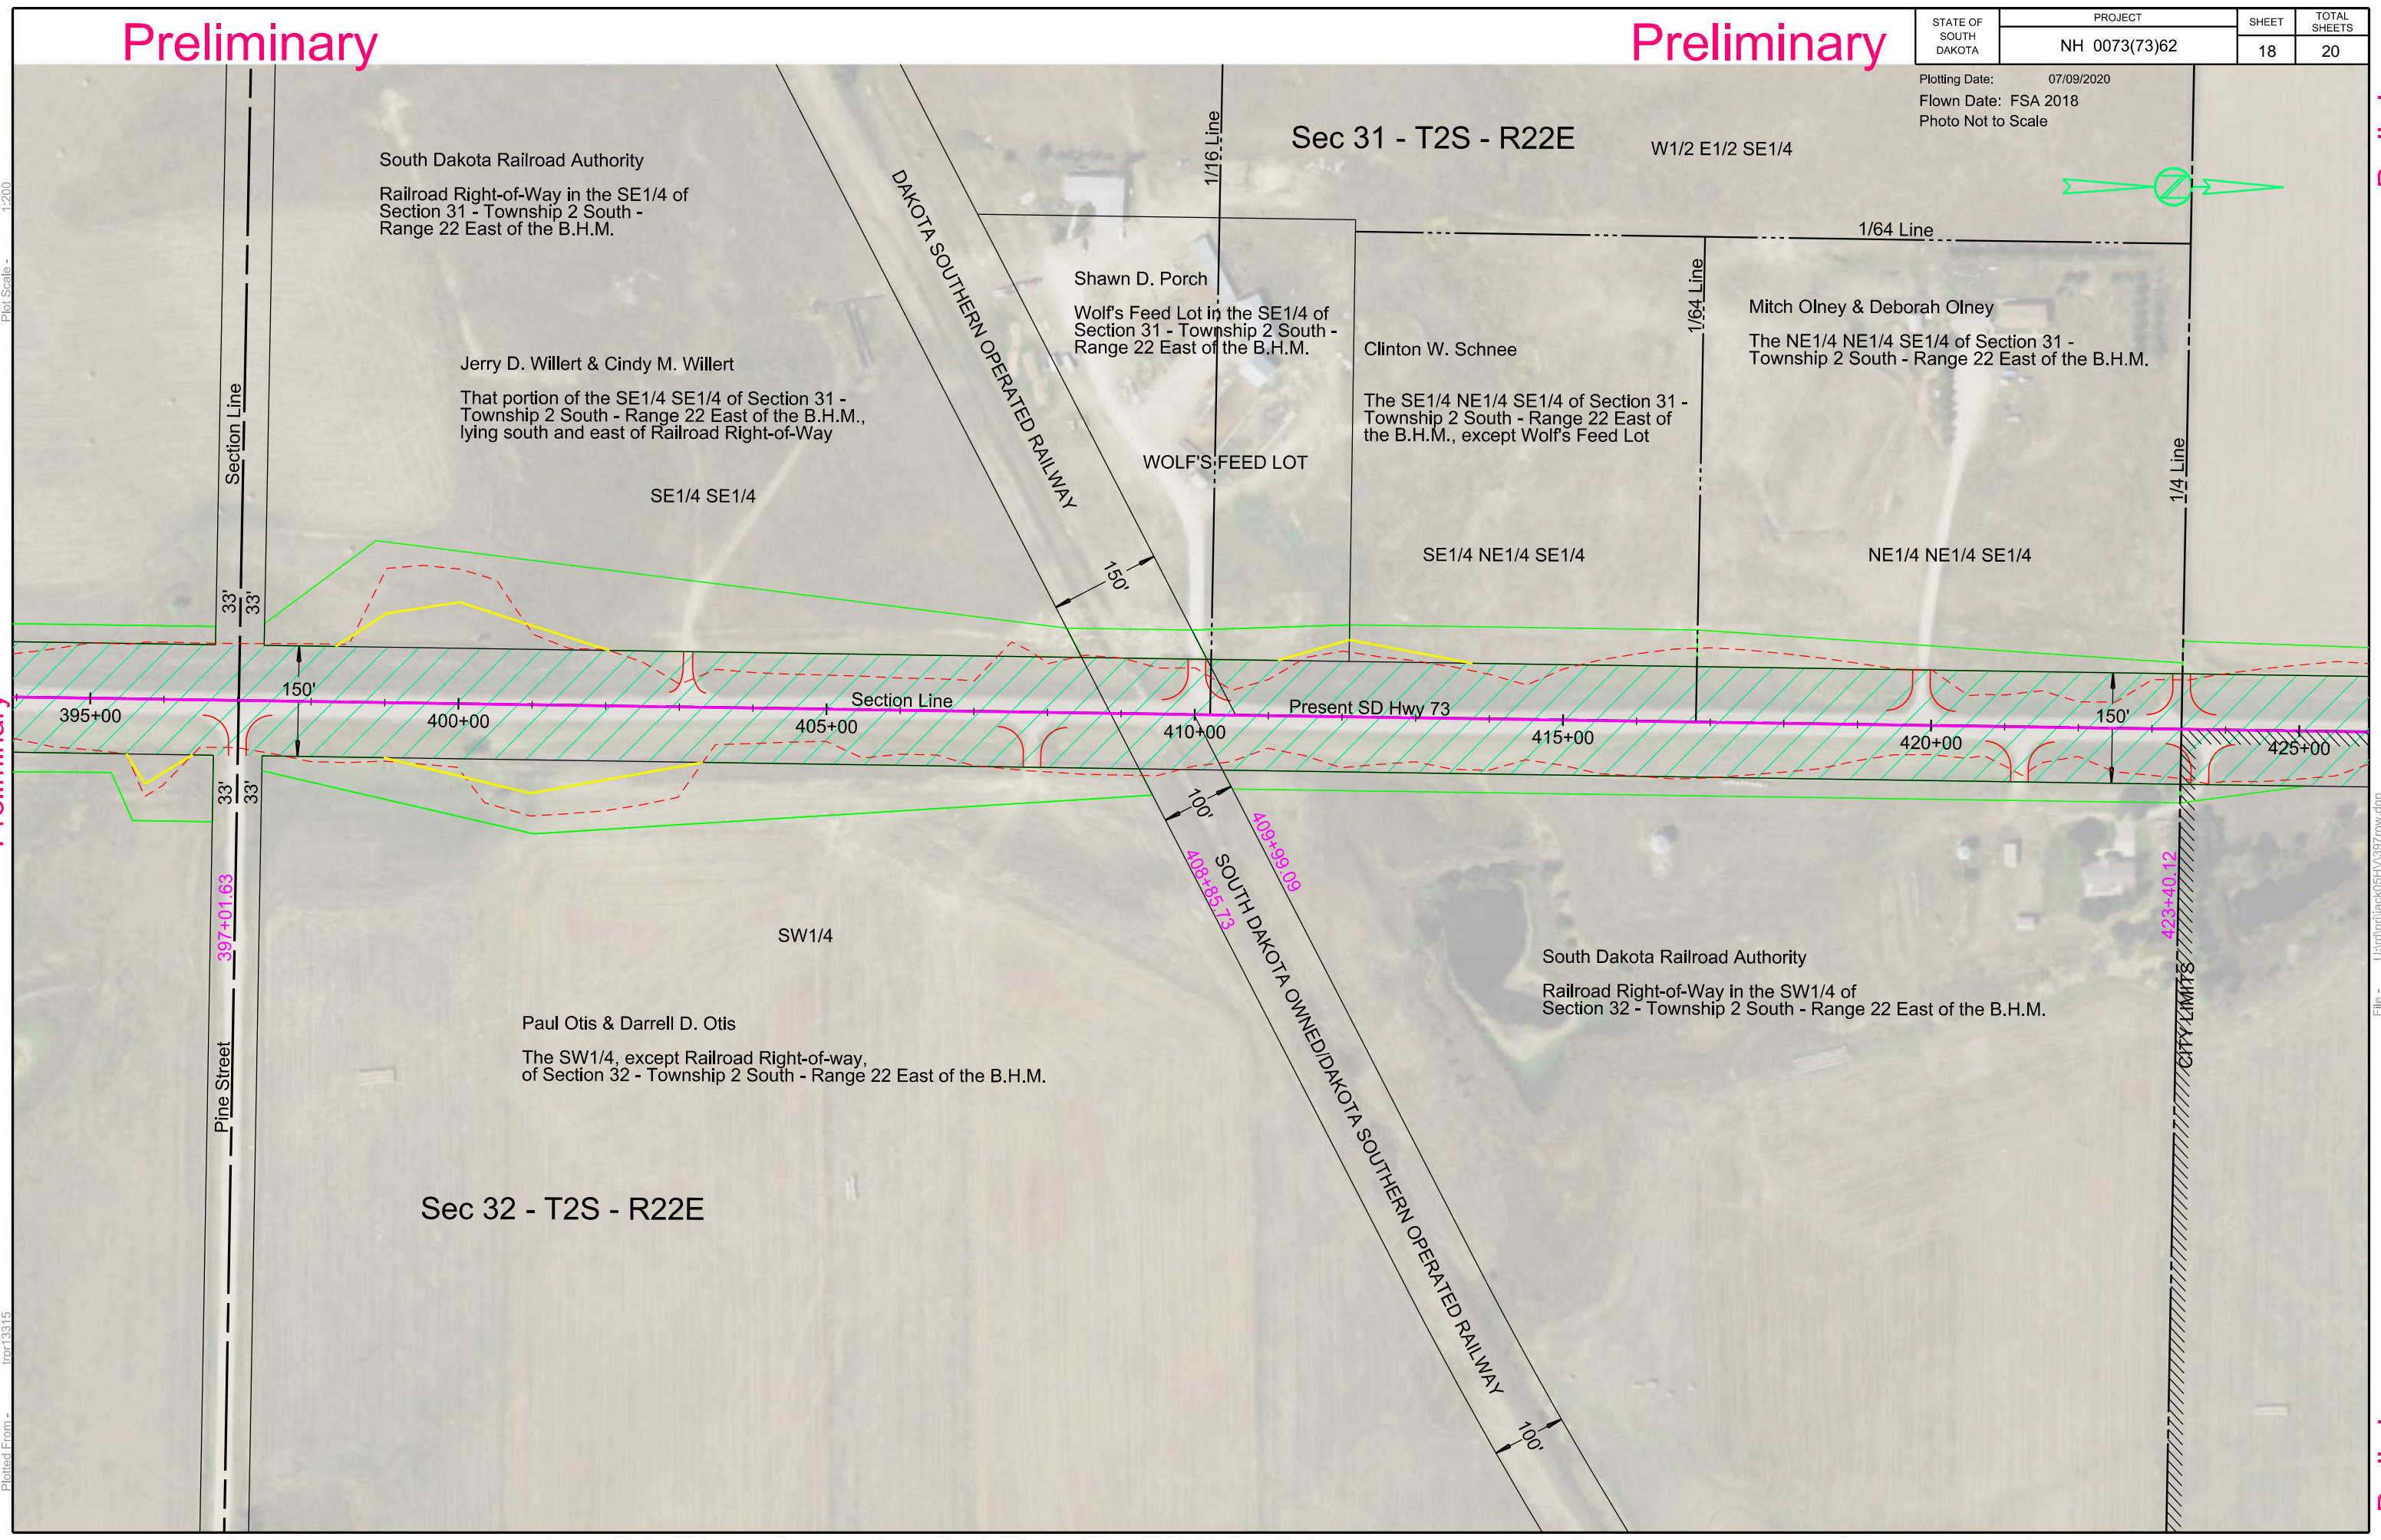 Preliminary
Preliminary
STATE OF
SOUTH
DAKOTA
PROJECT
NH 0073(73)62
SHEET
18
TOTAL
SHEETS
20
Plotting Date: 07/09/2020
Flown Date: FSA 2018
Photo Not to Scale
Sec 31 - T2S - R22E
W1/2 E1/2 SE1/4
1/16 Line
1/64 Line
1/64 Line
1/4 Line
South Dakota Railroad Authority
Railroad Right-of-Way in the SE1/4 of
Section 31 - Township 2 South -
Range 22 East of the B.H.M.
DAKOTA SOUTHERN OPERATED RAILWAY
Shawn D. Porch
Wolf's Feed Lot in the SE1/4 of
Section 31 - Township 2 South -
Range 22 East of the B.H.M.
WOLF'S FEED LOT
Clinton W. Schnee
The SE1/4 NE1/4 SE1/4 of Section 31 -
Township 2 South - Range 22 East of
the B.H.M., except Wolf's Feed Lot
Mitch Olney & Deborah Olney
The NE1/4 NE1/4 SE1/4 of Section 31 -
Township 2 South - Range 22 East of the B.H.M.
Jerry D. Willert & Cindy M. Willert
That portion of the SE1/4 SE1/4 of Section 31 -
Township 2 South - Range 22 East of the B.H.M.,
lying south and east of Railroad Right-of-Way
SE1/4 SE1/4
SE1/4 NE1/4 SE1/4
NE1/4 NE1/4 SE1/4
Section Line
33'
33'
150'
150'
Section Line
Present SD Hwy 73
150'
395+00
400+00
405+00
410+00
415+00
420+00
425+00
33'
33'
100'
397+01.63
408+85.73
409+99.09
423+40.12
Pine Street
SOUTH DAKOTA OWNED/DAKOTA SOUTHERN OPERATED RAILWAY
100'
CITY LIMITS
SW1/4
Paul Otis & Darrell D. Otis
The SW1/4, except Railroad Right-of-way,
of Section 32 - Township 2 South - Range 22 East of the B.H.M.
South Dakota Railroad Authority
Railroad Right-of-Way in the SW1/4 of
Section 32 - Township 2 South - Range 22 East of the B.H.M.
Sec 32 - T2S - R22E
Plot Scale - 1:200
Plotted From - trpr13315
File -